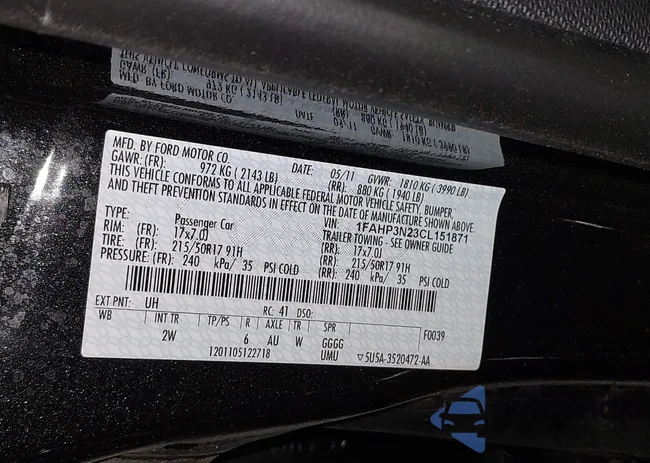 MFD. BY FORD MOTOR CO.
DATE: 05/11 GVWR: 1810 KG ( 3990 LB)
GAWR: (FR): 972 KG ( 2143 LB) (RR): 880 KG ( 1940 LB)
THIS VEHICLE CONFORMS TO ALL APPLICABLE FEDERAL MOTOR VEHICLE SAFETY, BUMPER,
AND THEFT PREVENTION STANDARDS IN EFFECT ON THE DATE OF MANUFACTURE SHOWN ABOVE.
VIN: 1FAHP3N23CL151871
TYPE: Passenger Car TRAILER TOWING - SEE OWNER GUIDE
RIM: (FR): 17x7.0J (RR): 17x7.0J
TIRE: (FR): 215/50R17 91H (RR): 215/50R17 91H
PRESSURE: (FR): 240 kPa/ 35 PSI COLD (RR): 240 kPa/ 35 PSI COLD
EXT PNT: UH RC: 41 DSO:
WB INT TR TP/PS R AXLE TR SPR F0039
2W 6 AU W GGGG
1201105122718 UMU ▽5U5A-3520472-AA